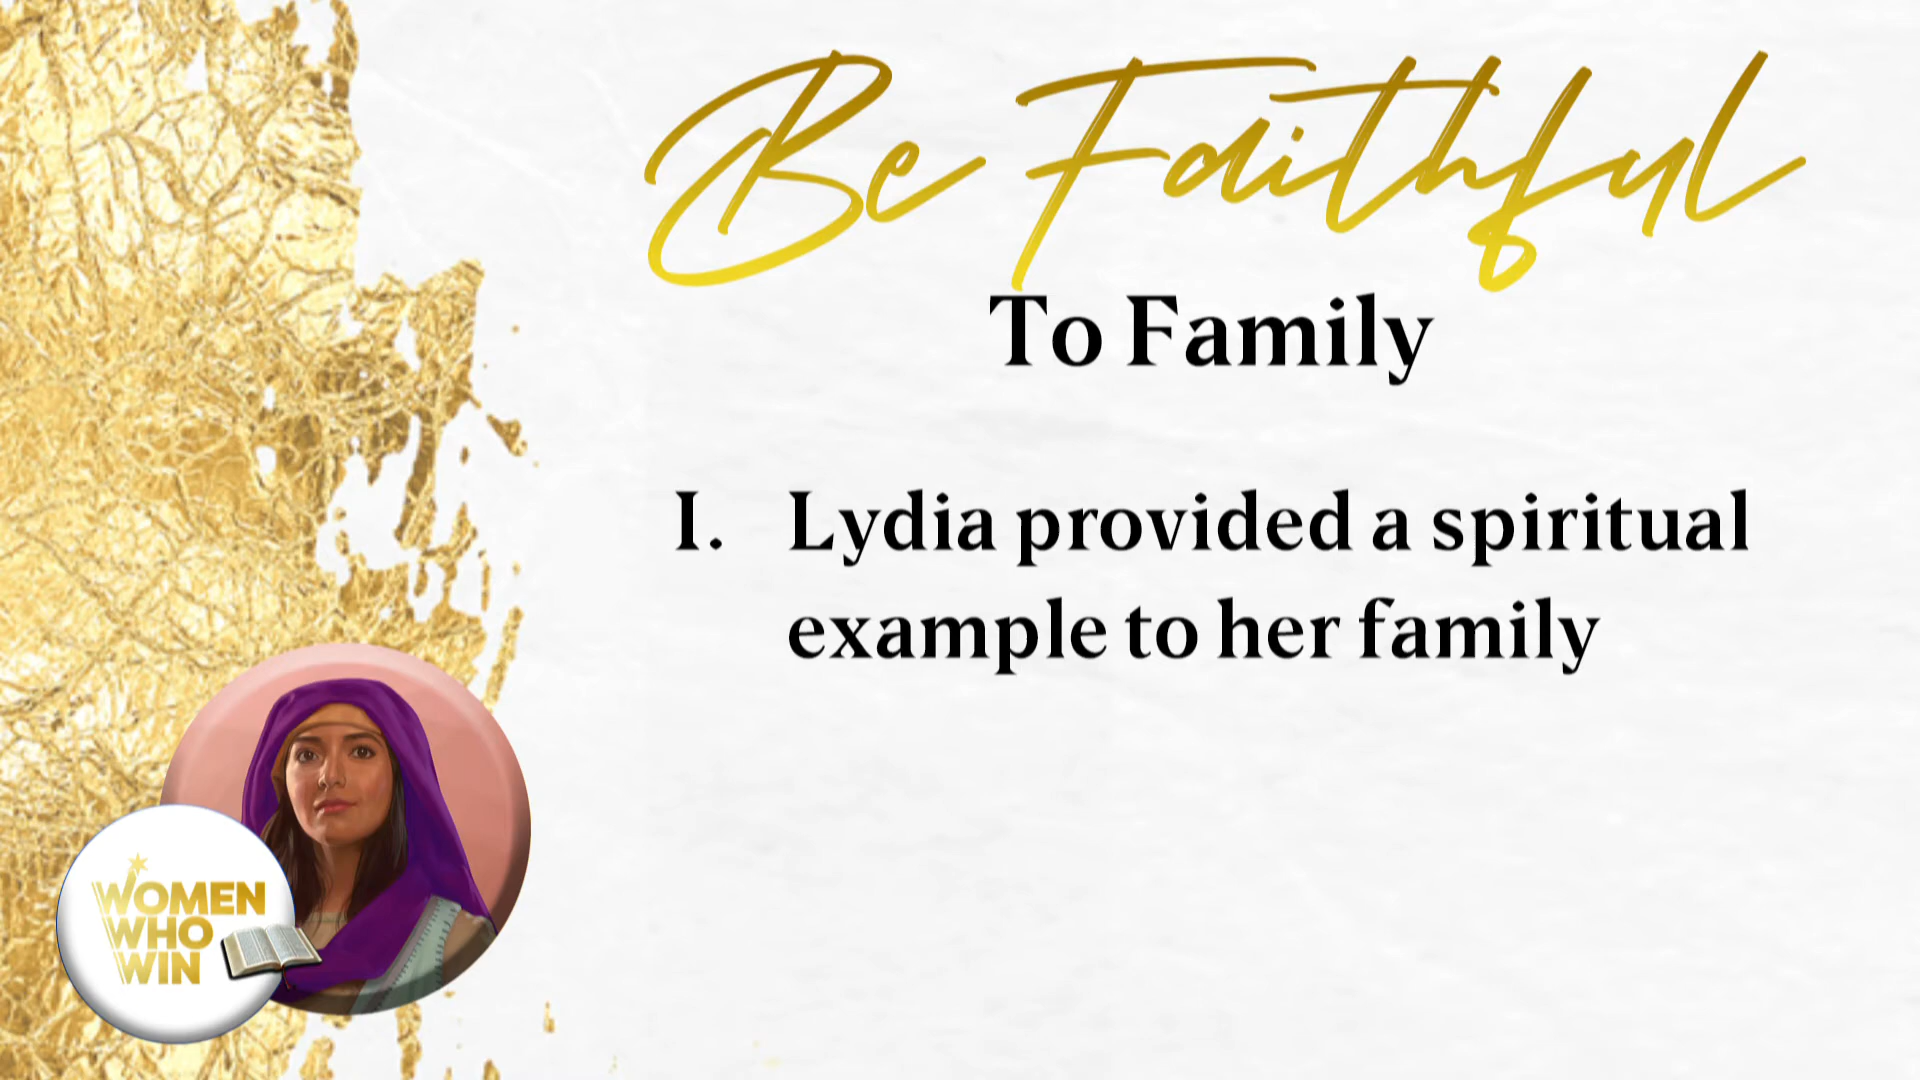 Be Faithful
To Family
I. Lydia provided a spiritual
example to her family
WOMEN
WHO
WIN